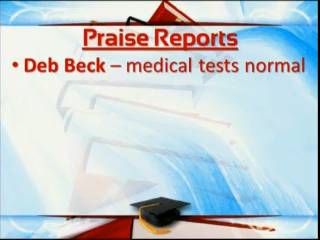 Praise Reports
• Deb Beck – medical tests normal